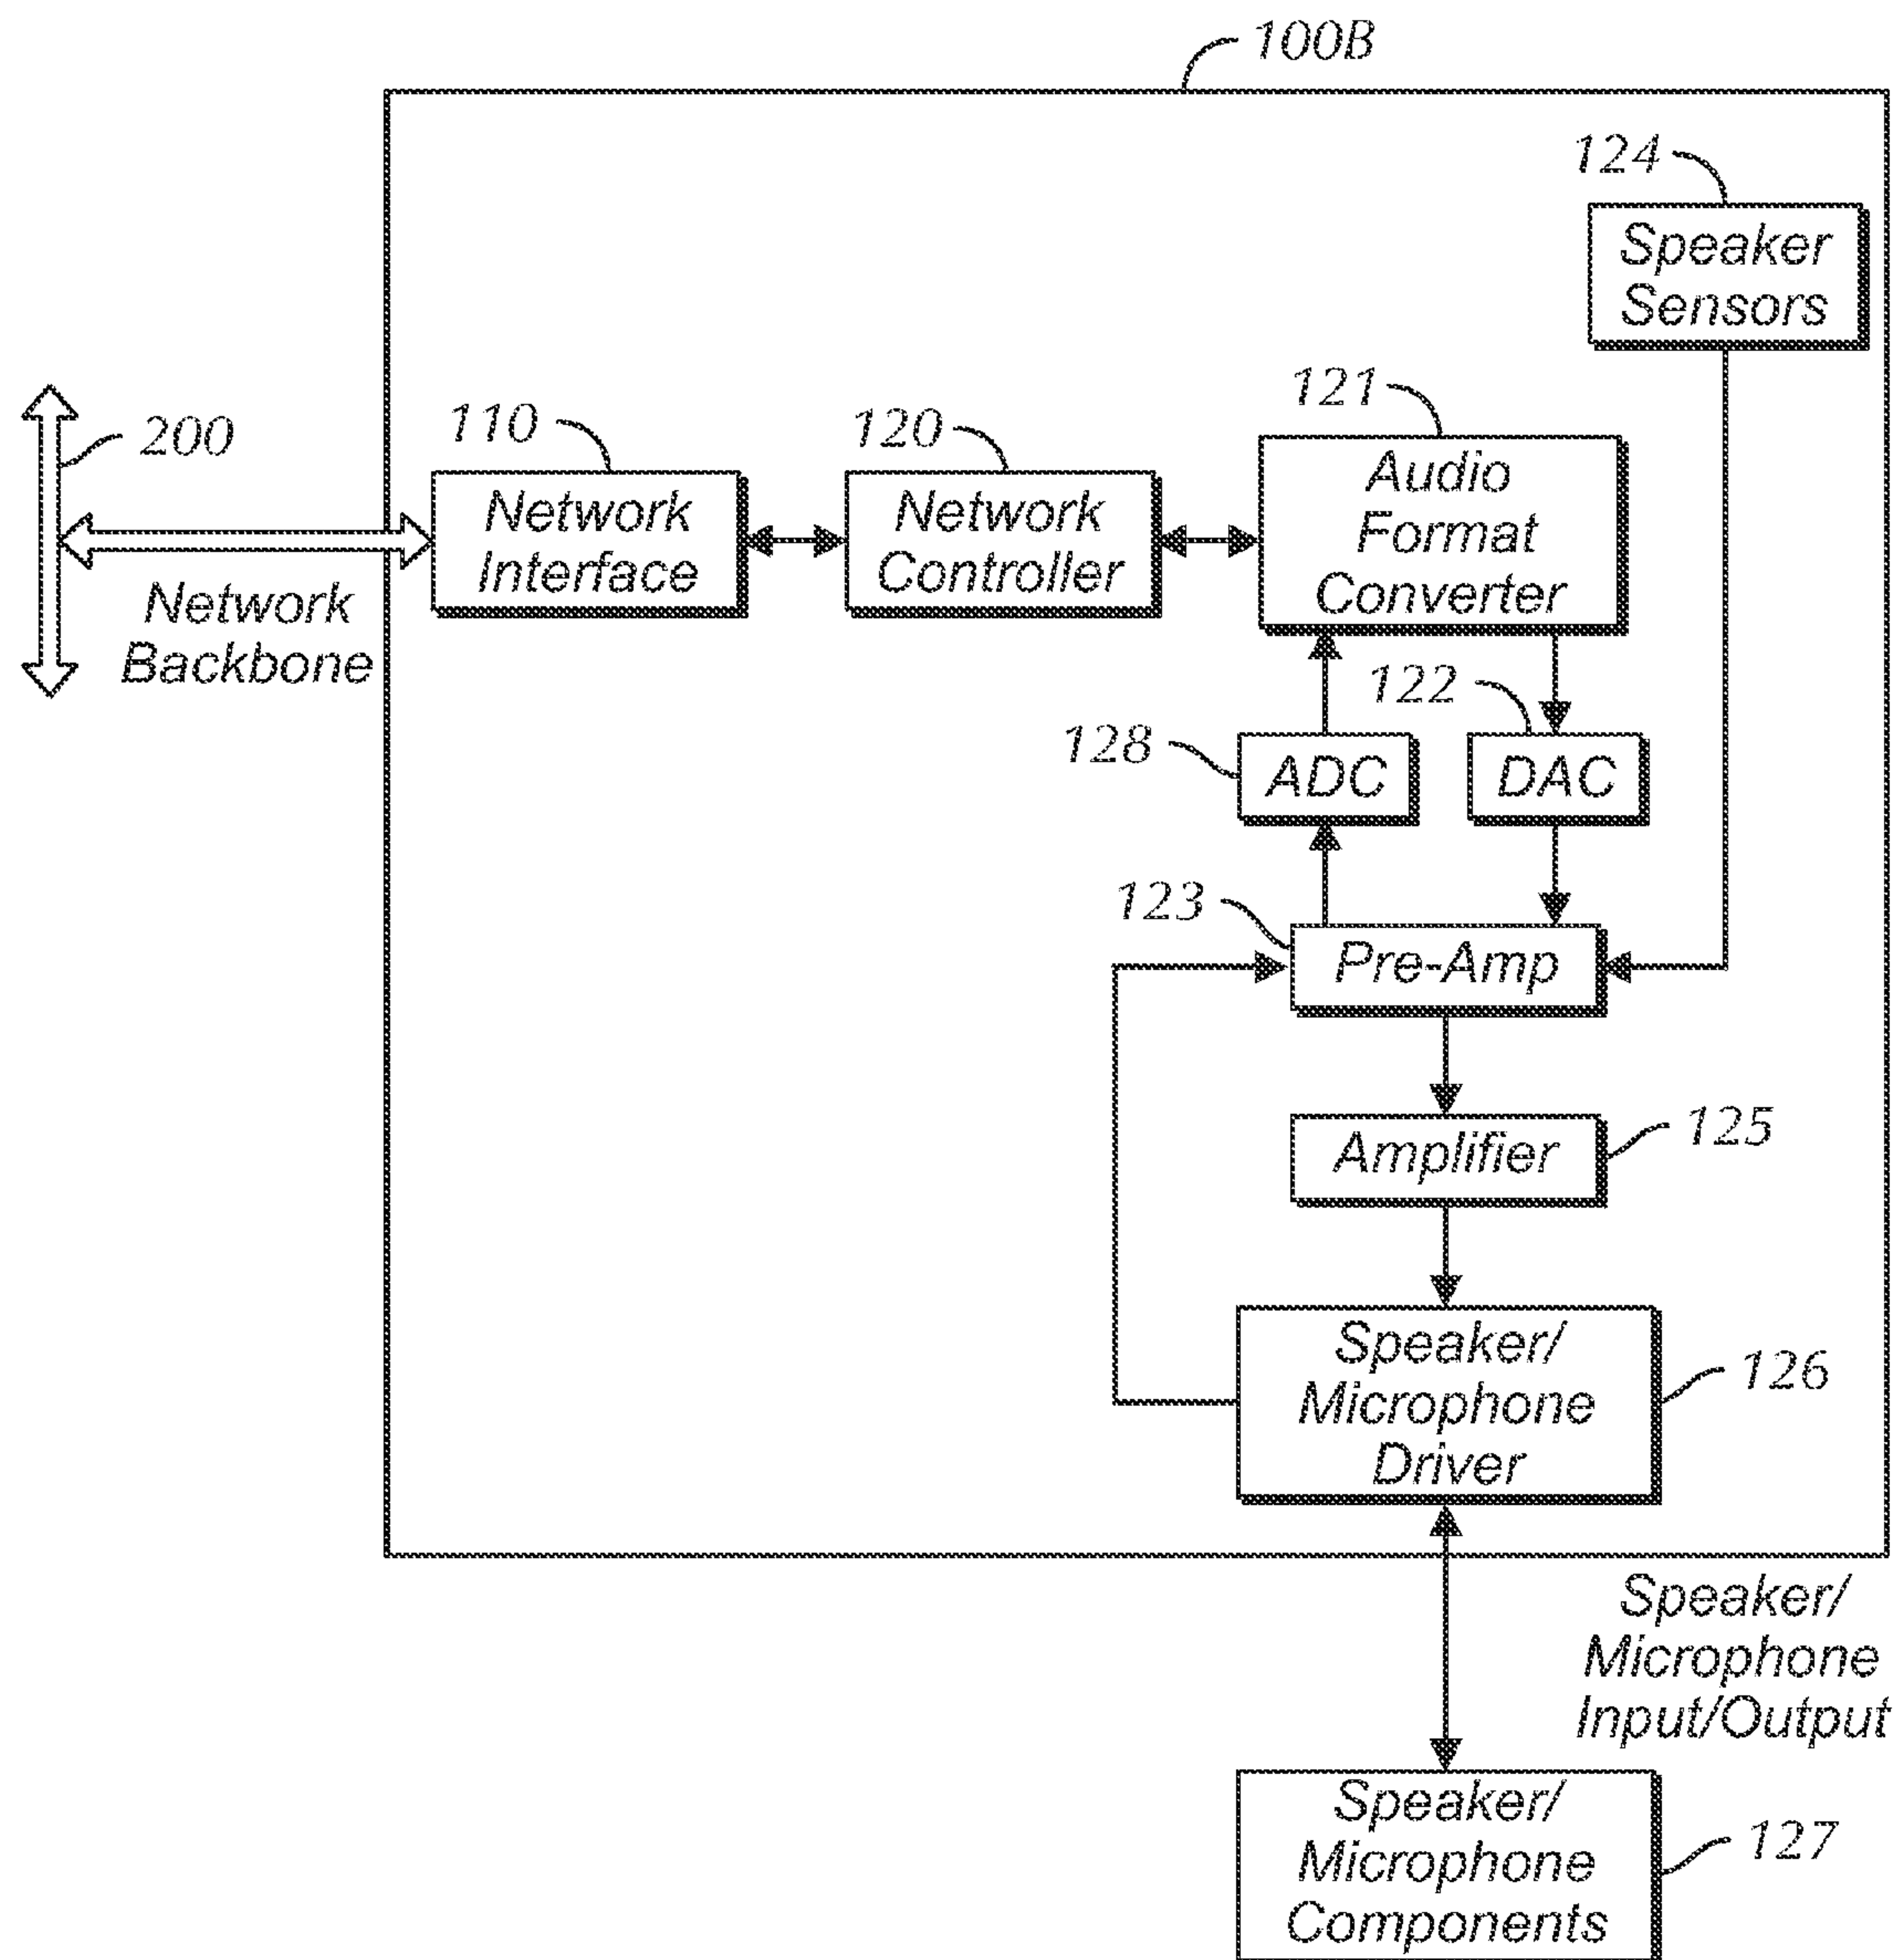 100B
124
Speaker
Sensors
121
200
110
120
Audio
Format
Converter
Network
Interface
Network
Controller
Network
Backbone
122
128
ADC
DAC
123
Pre-Amp
125
Amplifier
Speaker/
Microphone
Driver
126
Speaker/
Microphone
Input/Output
Speaker/
Microphone
Components
127